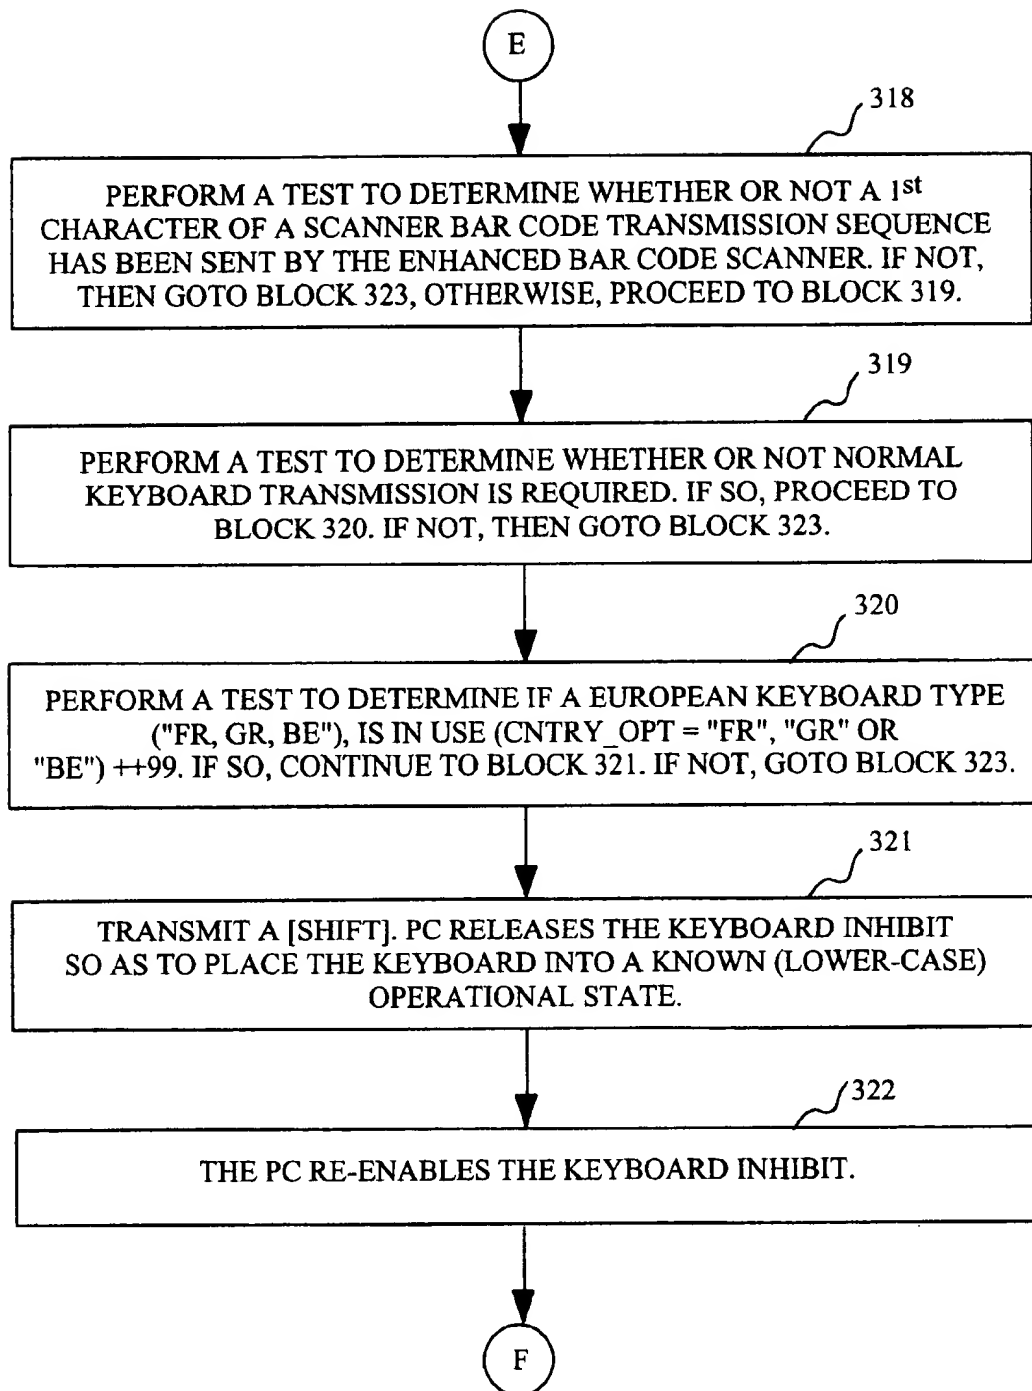 E
318
PERFORM A TEST TO DETERMINE WHETHER OR NOT A 1st
CHARACTER OF A SCANNER BAR CODE TRANSMISSION SEQUENCE
HAS BEEN SENT BY THE ENHANCED BAR CODE SCANNER. IF NOT,
THEN GOTO BLOCK 323, OTHERWISE, PROCEED TO BLOCK 319.
319
PERFORM A TEST TO DETERMINE WHETHER OR NOT NORMAL
KEYBOARD TRANSMISSION IS REQUIRED. IF SO, PROCEED TO
BLOCK 320. IF NOT, THEN GOTO BLOCK 323.
320
PERFORM A TEST TO DETERMINE IF A EUROPEAN KEYBOARD TYPE
("FR, GR, BE"), IS IN USE (CNTRY_OPT = "FR", "GR" OR
"BE") ++99. IF SO, CONTINUE TO BLOCK 321. IF NOT, GOTO BLOCK 323.
321
TRANSMIT A [SHIFT]. PC RELEASES THE KEYBOARD INHIBIT
SO AS TO PLACE THE KEYBOARD INTO A KNOWN (LOWER-CASE)
OPERATIONAL STATE.
322
THE PC RE-ENABLES THE KEYBOARD INHIBIT.
F